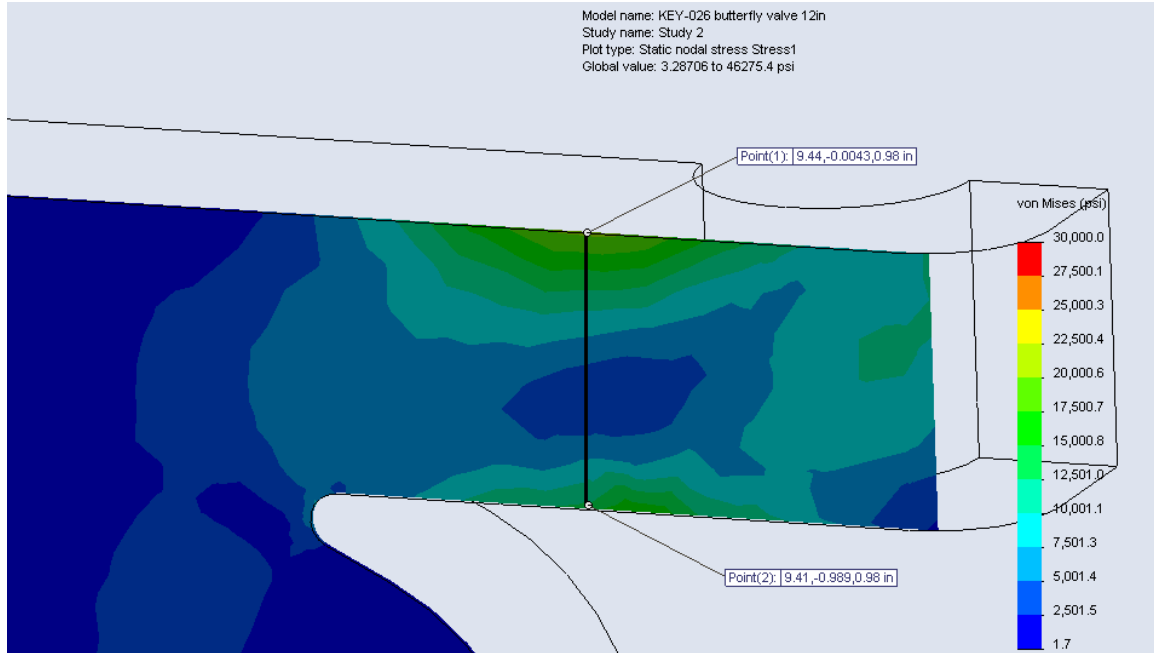 Model name: KEY-026 butterfly valve 12in
Study name: Study 2
Plot type: Static nodal stress Stress1
Global value: 3.28706 to 46275.4 psi
Point(1): 9.44,-0.0043,0.98 in
von Mises (psi)
30,000.0
27,500.1
25,000.3
22,500.4
20,000.6
17,500.7
15,000.8
12,501.0
10,001.1
7,501.3
5,001.4
2,501.5
1.7
Point(2): 9.41,-0.989,0.98 in